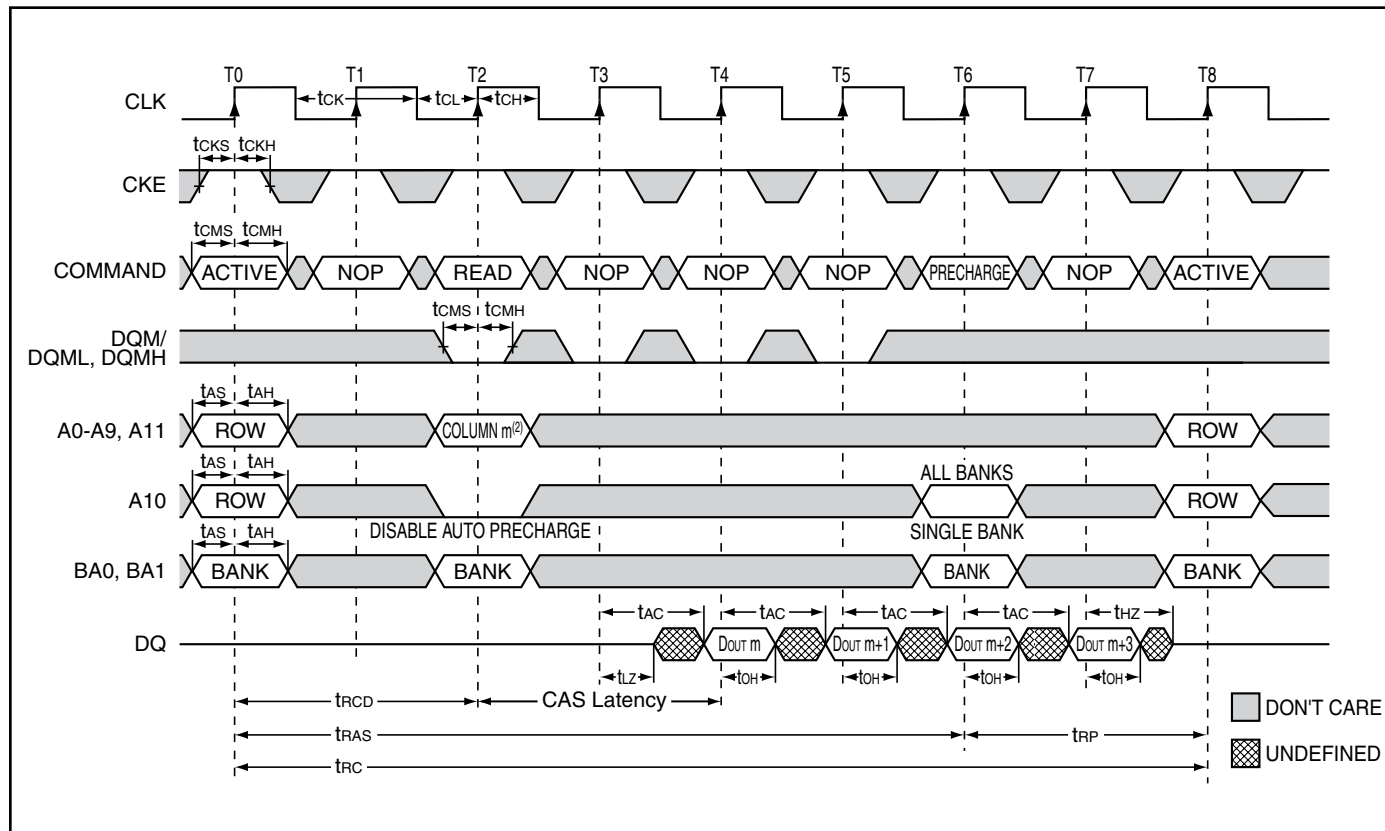 T0 T1 T2 T3 T4 T5 T6 T7 T8
CLK
tCK tCL tCH
tCKS tCKH
CKE
tCMS tCMH
COMMAND ACTIVE NOP READ NOP NOP NOP PRECHARGE NOP ACTIVE
tCMS tCMH
DQM/
DQML, DQMH
tAS tAH
A0-A9, A11 ROW COLUMN m(2) ROW
tAS tAH
ALL BANKS
A10 ROW ROW
DISABLE AUTO PRECHARGE SINGLE BANK
tAS tAH
BA0, BA1 BANK BANK BANK BANK
tAC tAC tAC tAC tHZ
DQ DOUT m DOUT m+1 DOUT m+2 DOUT m+3
tLZ tOH tOH tOH tOH
tRCD CAS Latency
tRAS tRP
tRC
DON'T CARE
UNDEFINED